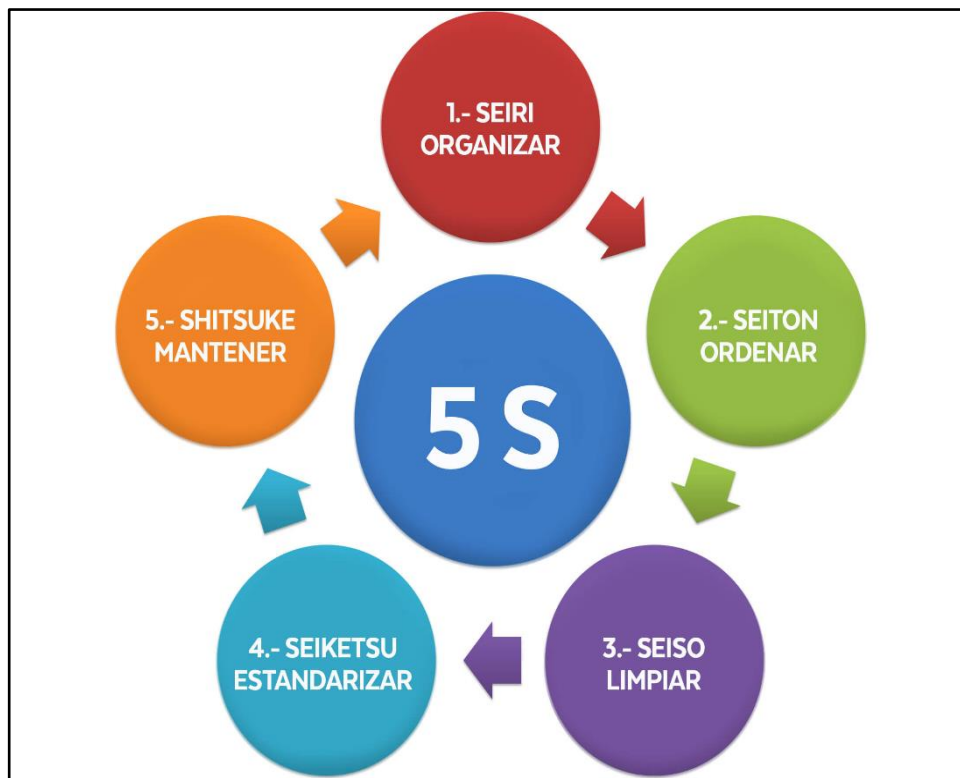 1.- SEIRI
ORGANIZAR
2.- SEITON
ORDENAR
3.- SEISO
LIMPIAR
4.- SEIKETSU
ESTANDARIZAR
5.- SHITSUKE
MANTENER
5 S